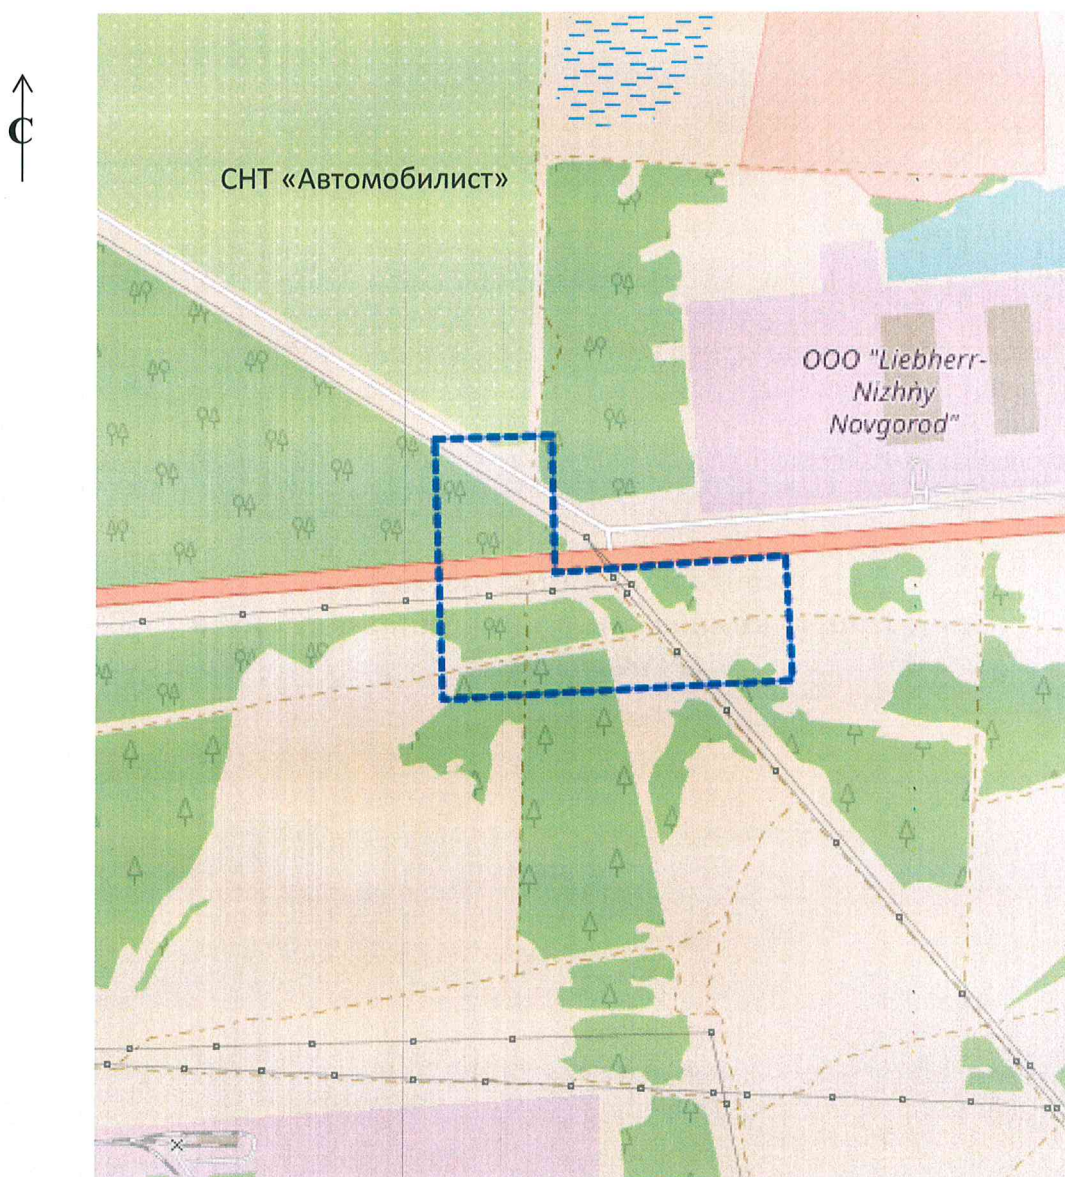 С
СНТ «Автомобилист»
ООО "Liebherr-
Nizhny
Novgorod"